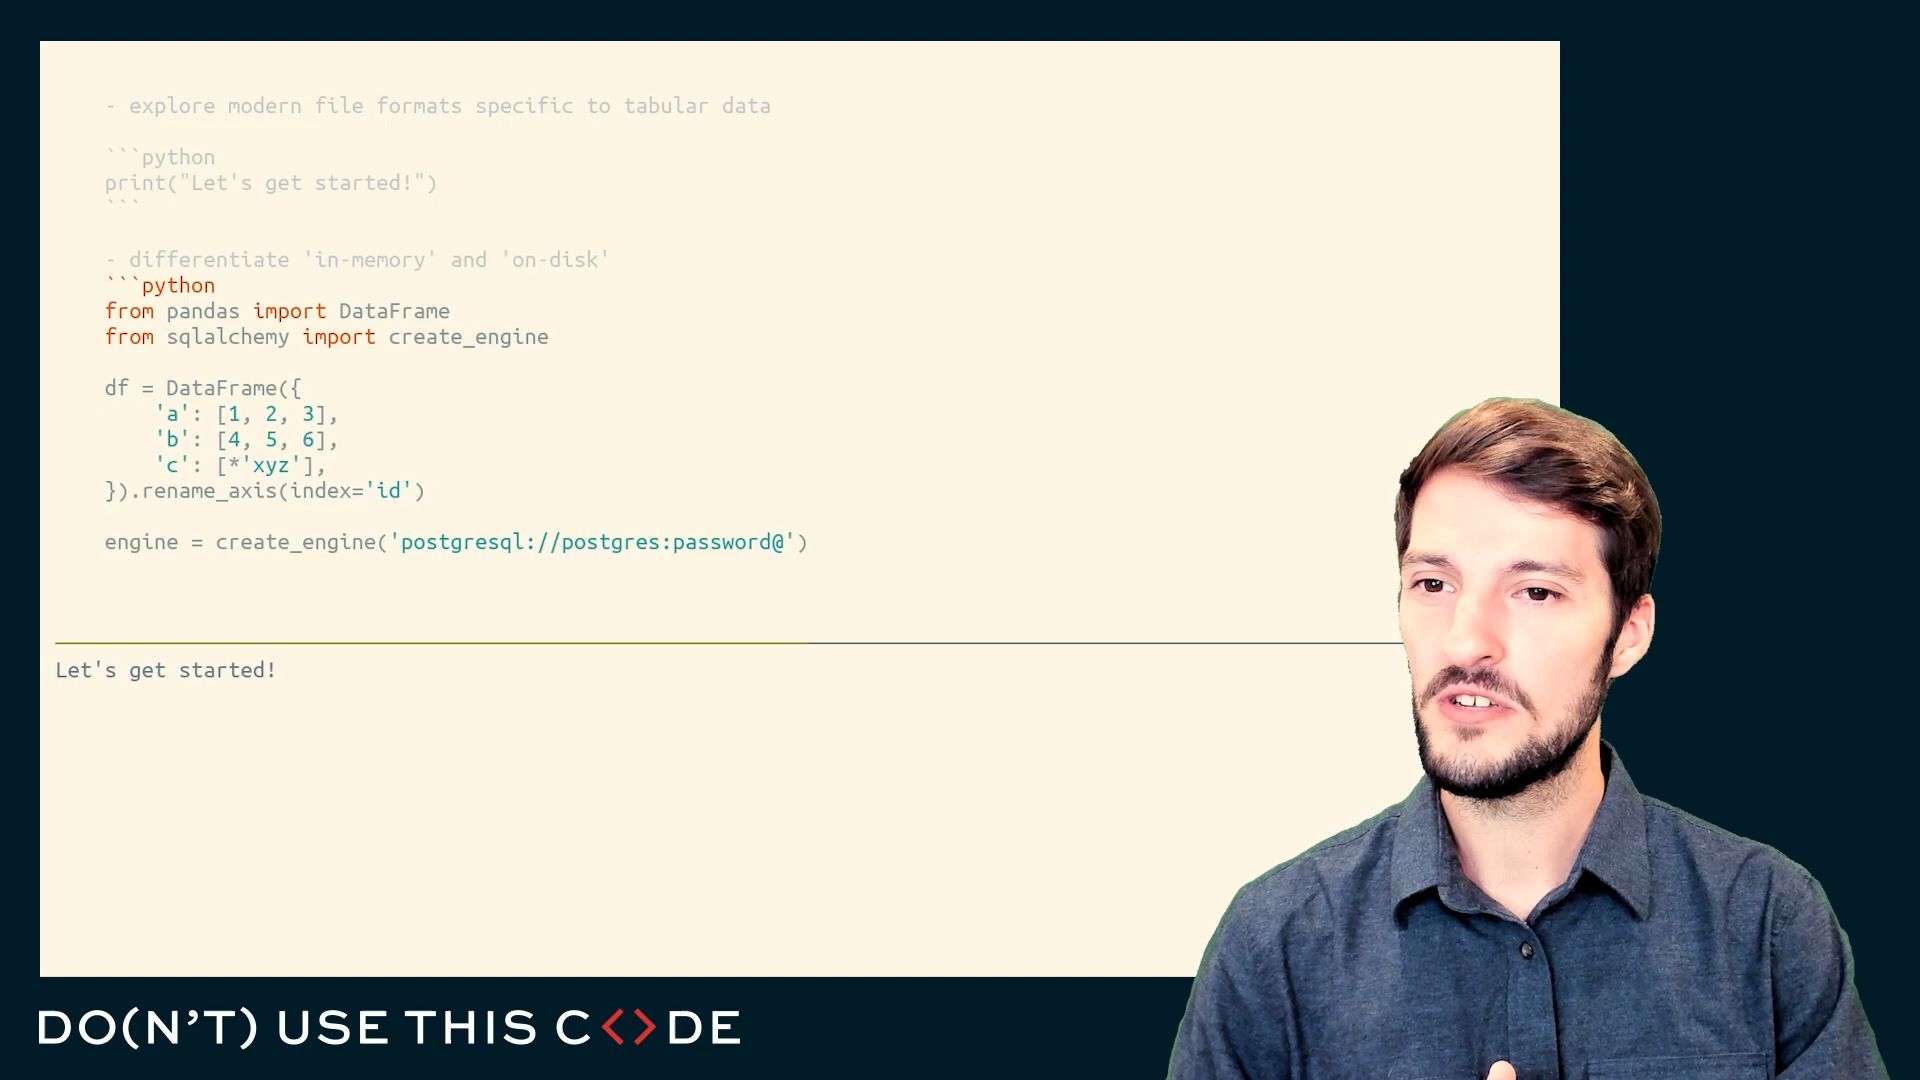 - explore modern file formats specific to tabular data
```python
print("Let's get started!")
```
- differentiate 'in-memory' and 'on-disk'
```python
from pandas import DataFrame
from sqlalchemy import create_engine
df = DataFrame({
    'a': [1, 2, 3],
    'b': [4, 5, 6],
    'c': [*'xyz'],
}).rename_axis(index='id')
engine = create_engine('postgresql://postgres:password@')
Let's get started!
DO(N'T) USE THIS C<>DE